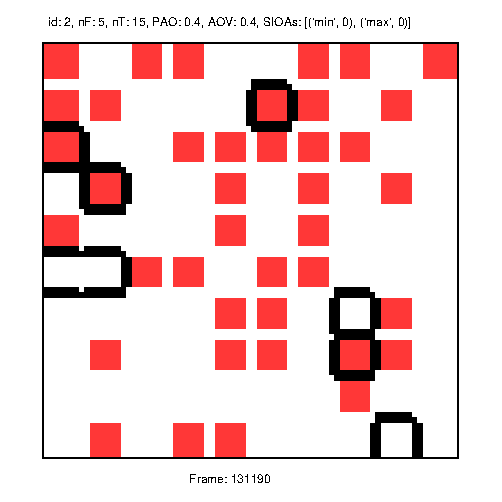 id: 2, nF: 5, nT: 15, PAO: 0.4, AOV: 0.4, SIOAs: [('min', 0), ('max', 0)]
Frame: 131190